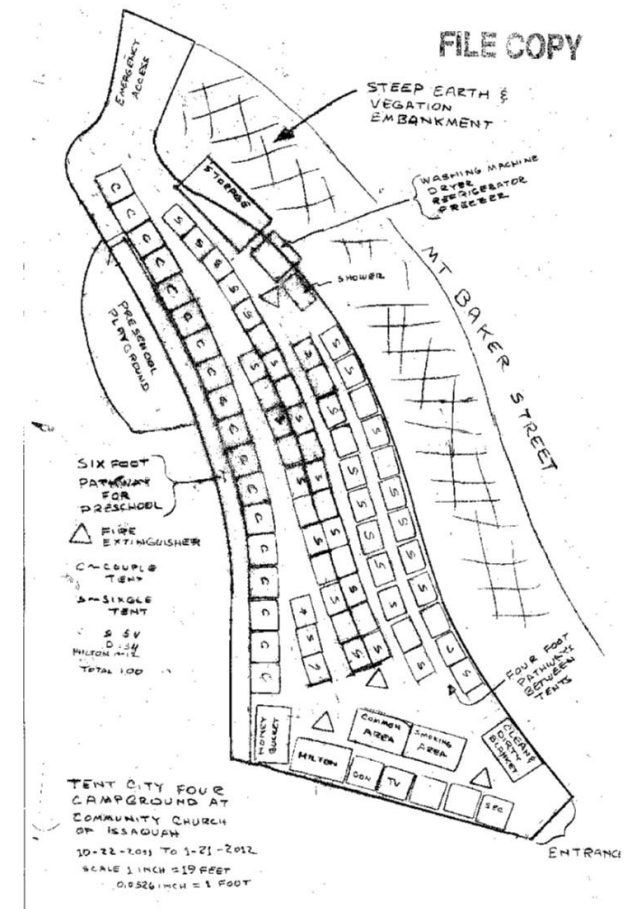 FILE COPY
EMERGENCY
ACCESS
STEEP EARTH &
VEGATION
EMBANKMENT
STORAGE
WASHING MACHINE
DRYER
REFRIGERATOR
FREEZER
SHOWER
MT BAKER STREET
PRESCHOOL
PLAYGROUND
SIX FOOT
PATHWAY
FOR
PRESCHOOL
FIRE
EXTINGUISHER
C~COUPLE
TENT
S~SINGLE
TENT
TOTAL 100
FOUR FOOT
PATHWAYS
BETWEEN
TENTS
HONEY
BUCKET
HILTON
COMMON
AREA
SMOKING
AREA
CLEAN &
DIRTY
BLANKET
DON
TV
SEC
ENTRANCE
TENT CITY FOUR
CAMPGROUND AT
COMMUNITY CHURCH
OF ISSAQUAH
10-22-2011 TO 1-21-2012
SCALE 1 INCH = 19 FEET
0.0526 INCH = 1 FOOT